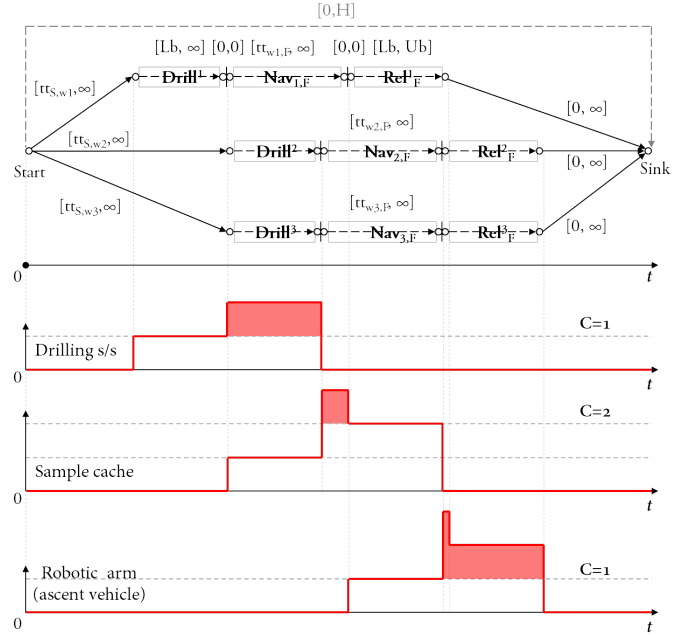 [0,H]
[Lb, ∞] [0,0] [tt_w1,F, ∞] [0,0] [Lb, Ub]
Drill¹ Nav_1,F Rel¹_F
[tt_S,w1,∞]
[0, ∞]
[tt_w2,F, ∞]
[tt_S,w2,∞]
Start Drill² Nav_2,F Rel²_F [0, ∞] Sink
[tt_w3,F, ∞]
[tt_S,w3,∞]
Drill³ Nav_3,F Rel³_F [0, ∞]
0 t
C=1
Drilling s/s
0 t
C=2
Sample cache
0 t
Robotic arm C=1
(ascent vehicle)
0 t